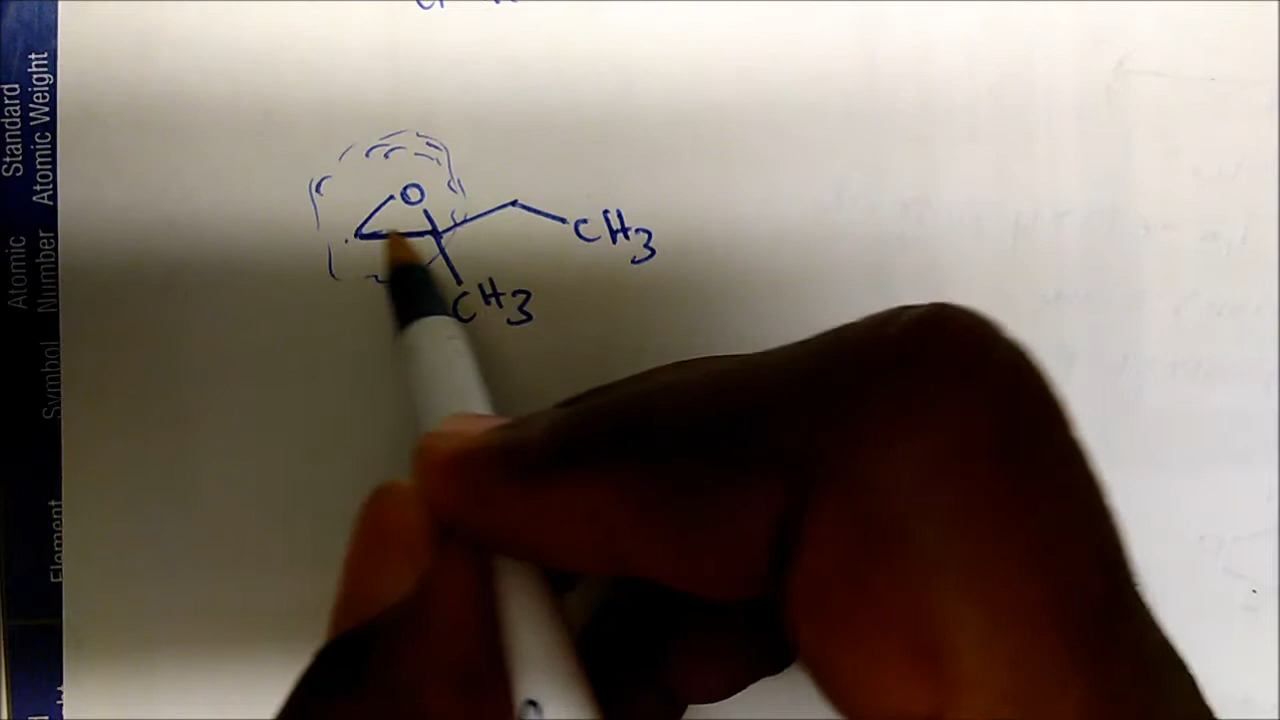 O
CH3
CH3
Standard
Atomic Weight
Atomic
Number
Symbol
Element